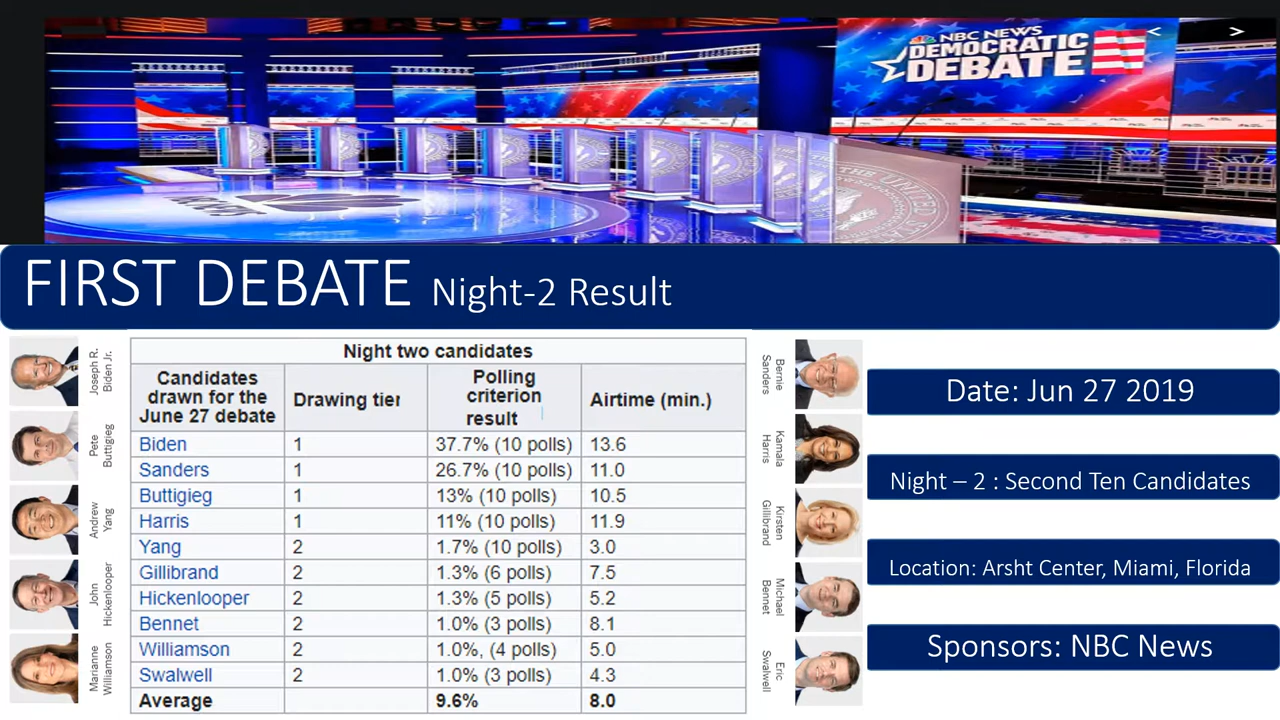 < >
NBC NEWS
DEMOCRATIC
DEBATE
FIRST DEBATE Night-2 Result
Joseph R.
Biden Jr.
Pete
Buttigieg
Andrew
Yang
John
Hickenlooper
Marianne
Williamson
Night two candidates
Candidates drawn for the June 27 debate Drawing tier Polling criterion result Airtime (min.)
Biden 1 37.7% (10 polls) 13.6
Sanders 1 26.7% (10 polls) 11.0
Buttigieg 1 13% (10 polls) 10.5
Harris 1 11% (10 polls) 11.9
Yang 2 1.7% (10 polls) 3.0
Gillibrand 2 1.3% (6 polls) 7.5
Hickenlooper 2 1.3% (5 polls) 5.2
Bennet 2 1.0% (3 polls) 8.1
Williamson 2 1.0%, (4 polls) 5.0
Swalwell 2 1.0% (3 polls) 4.3
Average 9.6% 8.0
Bernie
Sanders
Kamala
Harris
Kirsten
Gillibrand
Michael
Bennet
Eric
Swalwell
Date: Jun 27 2019
Night – 2 : Second Ten Candidates
Location: Arsht Center, Miami, Florida
Sponsors: NBC News